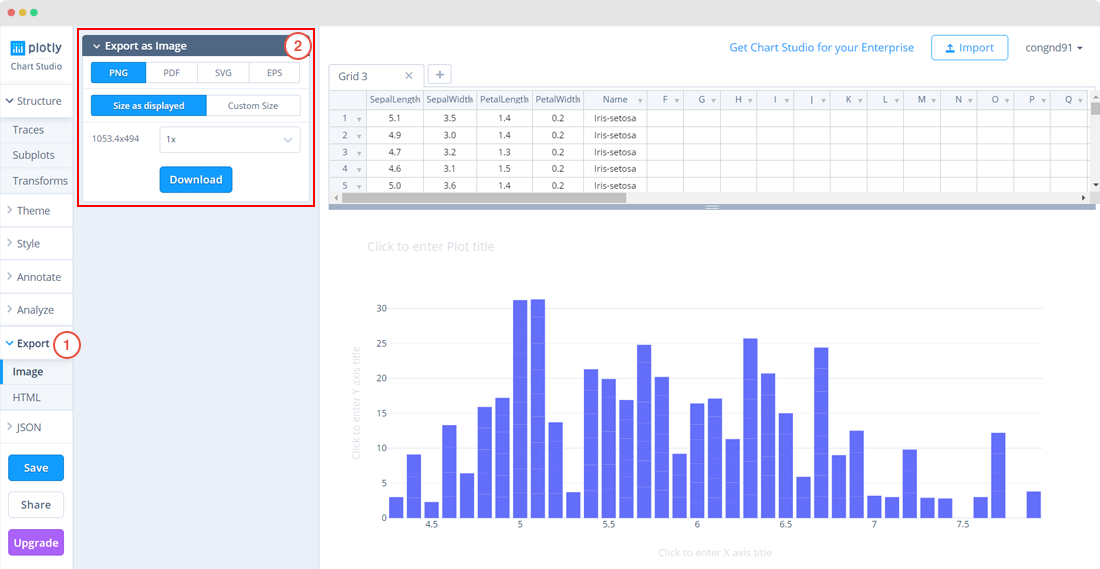 plotly
Chart Studio
Structure
Traces
Subplots
Transforms
Theme
Style
Annotate
Analyze
Export
1
Image
HTML
JSON
Save
Share
Upgrade
Export as Image
2
PNG PDF SVG EPS
Size as displayed Custom Size
1053.4x494 1x
Download
Get Chart Studio for your Enterprise Import congnd91
Grid 3 ✕ +
SepalLength SepalWidth PetalLength PetalWidth Name F G H I J K L M N O P Q
1 5.1 3.5 1.4 0.2 Iris-setosa
2 4.9 3.0 1.4 0.2 Iris-setosa
3 4.7 3.2 1.3 0.2 Iris-setosa
4 4.6 3.1 1.5 0.2 Iris-setosa
5 5.0 3.6 1.4 0.2 Iris-setosa
Click to enter Plot title
Click to enter Y axis title
30
25
20
15
10
5
0
4.5 5 5.5 6 6.5 7 7.5
Click to enter X axis title